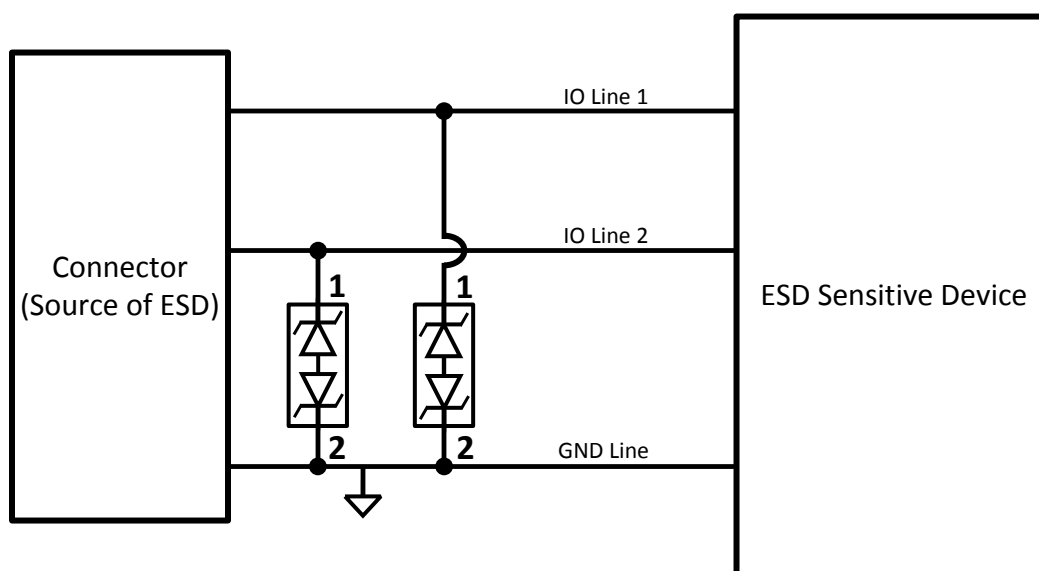 IO Line 1
IO Line 2
Connector
(Source of ESD)
1
1
ESD Sensitive Device
2
2
GND Line